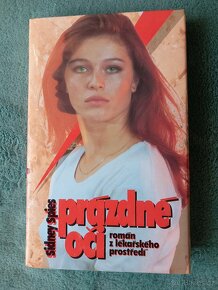 Sidney Spies
prázdné
oči
román
z lékařského
prostředí